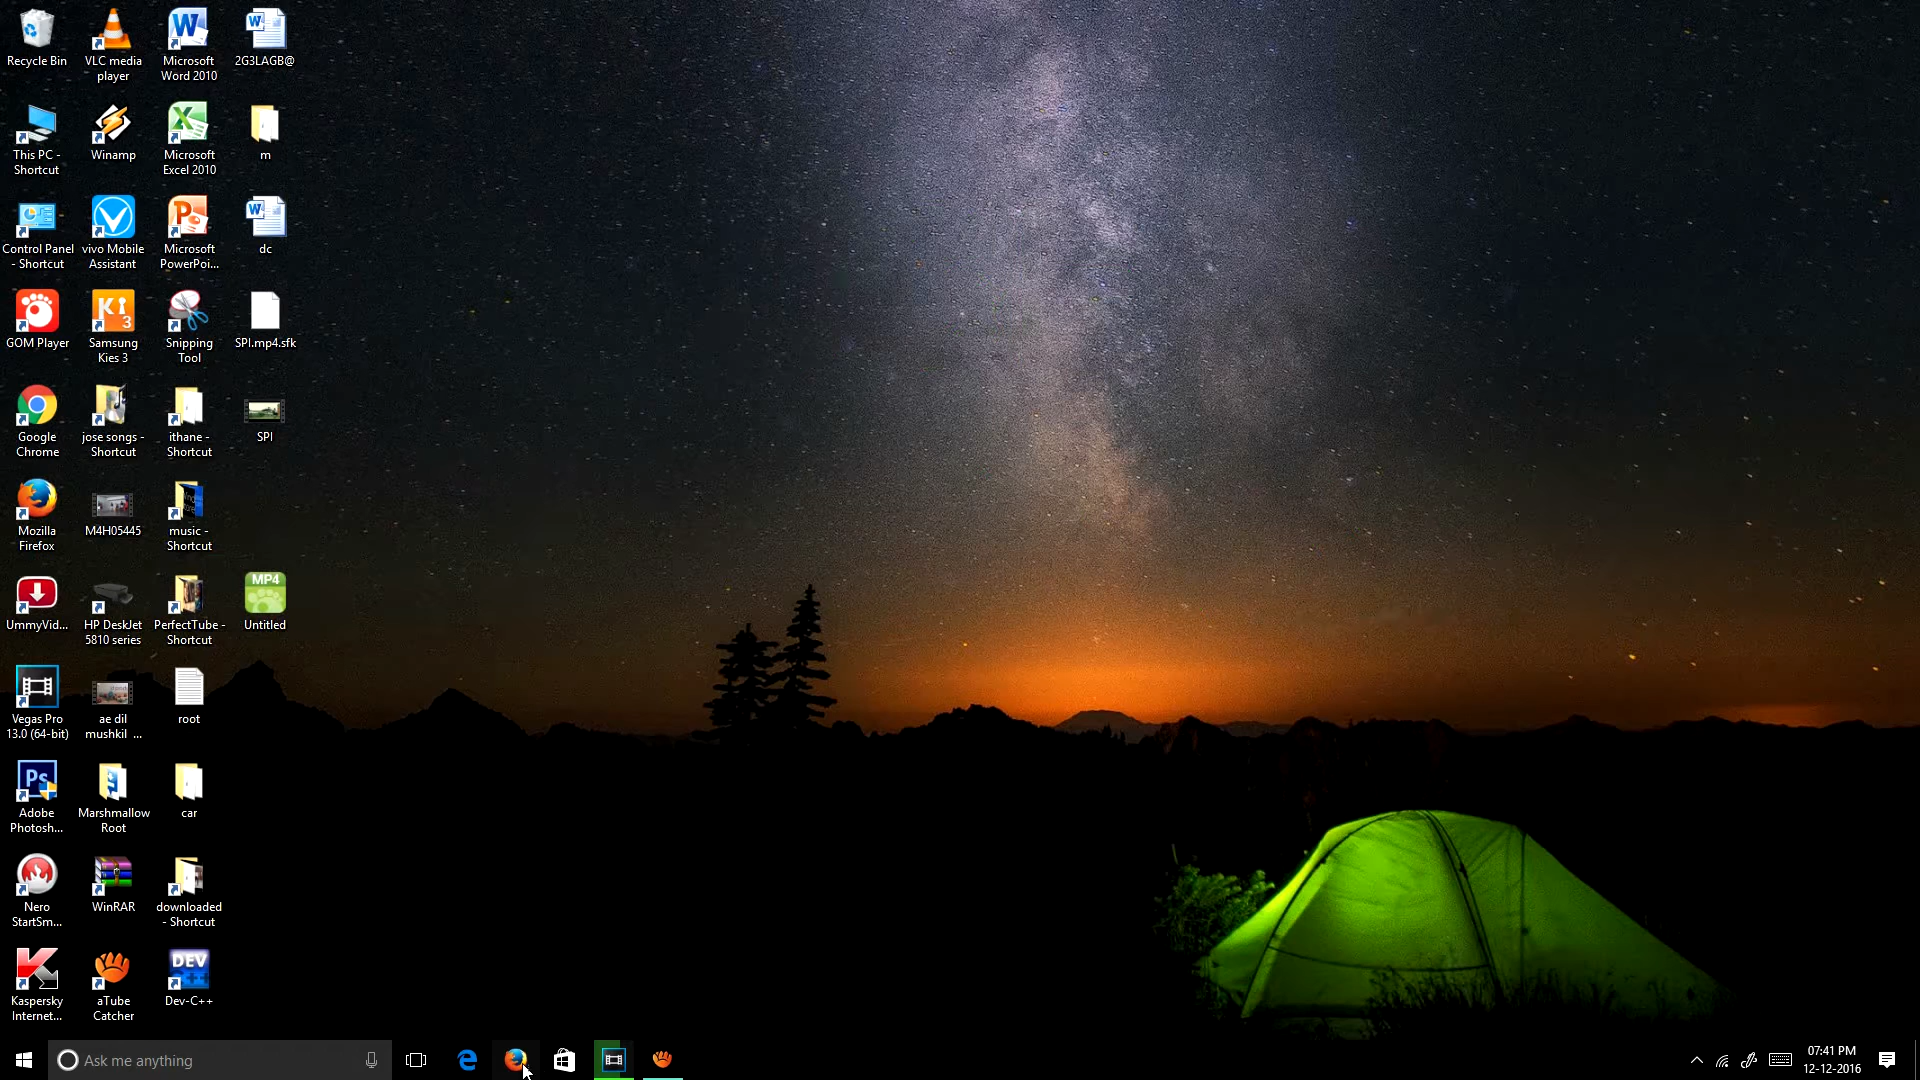 Recycle Bin
VLC media
player
Microsoft
Word 2010
2G3LAGB@
This PC -
Shortcut
Winamp
Microsoft
Excel 2010
m
Control Panel
- Shortcut
vivo Mobile
Assistant
Microsoft
PowerPoi...
dc
GOM Player
Samsung
Kies 3
Snipping
Tool
SPI.mp4.sfk
Google
Chrome
jose songs -
Shortcut
ithane -
Shortcut
SPI
Mozilla
Firefox
M4H05445
music -
Shortcut
UmmyVid...
HP DeskJet
5810 series
PerfectTube -
Shortcut
MP4
Untitled
Vegas Pro
13.0 (64-bit)
ae dil
mushkil ...
root
Ps
Adobe
Photosh...
Marshmallow
Root
car
Nero
StartSm...
WinRAR
downloaded
- Shortcut
Kaspersky
Internet...
aTube
Catcher
DEV
Dev-C++
Ask me anything
07:41 PM
12-12-2016